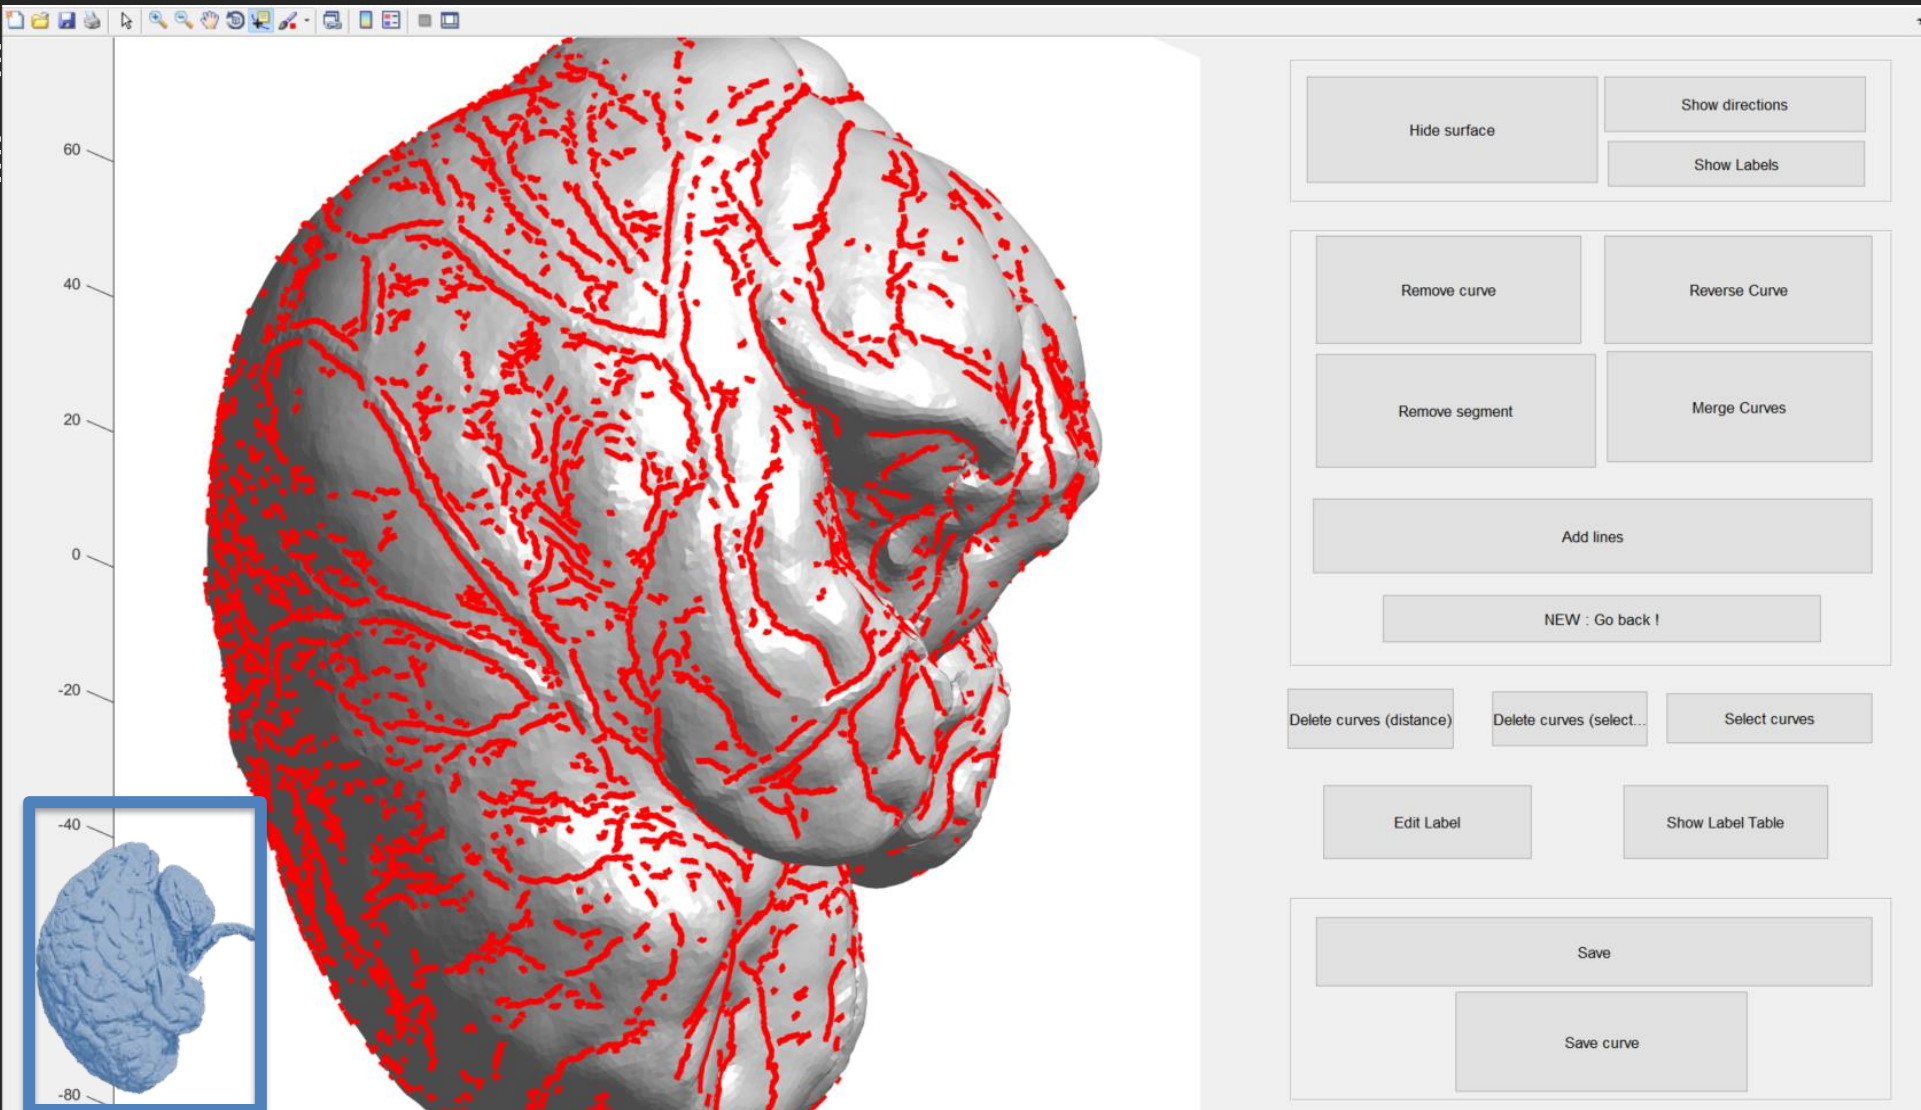 60
40
20
0
-20
-40
-80
Hide surface
Show directions
Show Labels
Remove curve
Reverse Curve
Remove segment
Merge Curves
Add lines
NEW : Go back !
Delete curves (distance)
Delete curves (select...
Select curves
Edit Label
Show Label Table
Save
Save curve